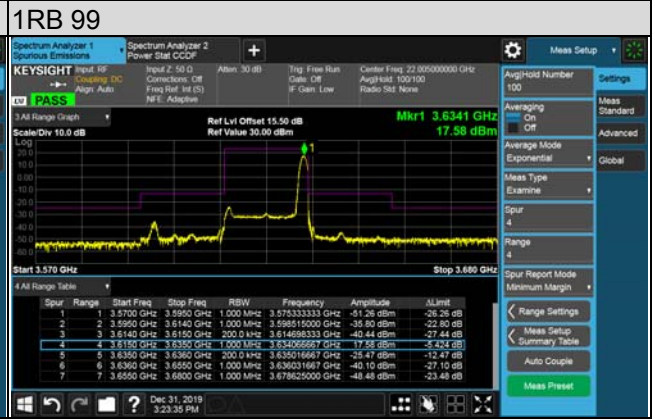 1RB 99
Spectrum Analyzer 1
Spurious Emissions
Spectrum Analyzer 2
Power Stat CCDF
+
Meas Setup
KEYSIGHT
Input: RF
Coupling: DC
Align: Auto
Input Z: 50 Ω
Corrections: Off
Freq Ref: Int (S)
NFE: Adaptive
Atten: 30 dB
Trig: Free Run
Gate: Off
IF Gain: Low
Center Freq: 22.005000000 GHz
Avg|Hold: 100/100
Radio Std: None
LXI PASS
3 All Range Graph
Scale/Div 10.0 dB
Ref Lvl Offset 15.50 dB
Ref Value 30.00 dBm
Mkr1 3.6341 GHz
17.58 dBm
Log
20.0
10.0
0.00
-10.0
-20.0
-30.0
-40.0
-50.0
-60.0
1
Start 3.570 GHz
Stop 3.680 GHz
4 All Range Table
Spur Range Start Freq Stop Freq RBW Frequency Amplitude ΔLimit
1 1 3.5700 GHz 3.5950 GHz 1.000 MHz 3.575333333 GHz -51.26 dBm -26.26 dB
2 2 3.5950 GHz 3.6140 GHz 1.000 MHz 3.598515000 GHz -35.80 dBm -22.80 dB
3 3 3.6140 GHz 3.6150 GHz 200.0 kHz 3.614698333 GHz -40.44 dBm -27.44 dB
4 4 3.6150 GHz 3.6350 GHz 1.000 MHz 3.634066667 GHz 17.58 dBm -5.424 dB
5 5 3.6350 GHz 3.6360 GHz 200.0 kHz 3.635016667 GHz -25.47 dBm -12.47 dB
6 6 3.6360 GHz 3.6550 GHz 1.000 MHz 3.636031667 GHz -40.10 dBm -27.10 dB
7 7 3.6550 GHz 3.6800 GHz 1.000 MHz 3.678625000 GHz -48.48 dBm -23.48 dB
Avg|Hold Number
100
Averaging
On
Off
Average Mode
Exponential
Meas Type
Examine
Spur
4
Range
4
Spur Report Mode
Minimum Margin
Range Settings
Meas Setup
Summary Table
Auto Couple
Meas Preset
Settings
Meas
Standard
Advanced
Global
?
Dec 31, 2019
3:23:35 PM